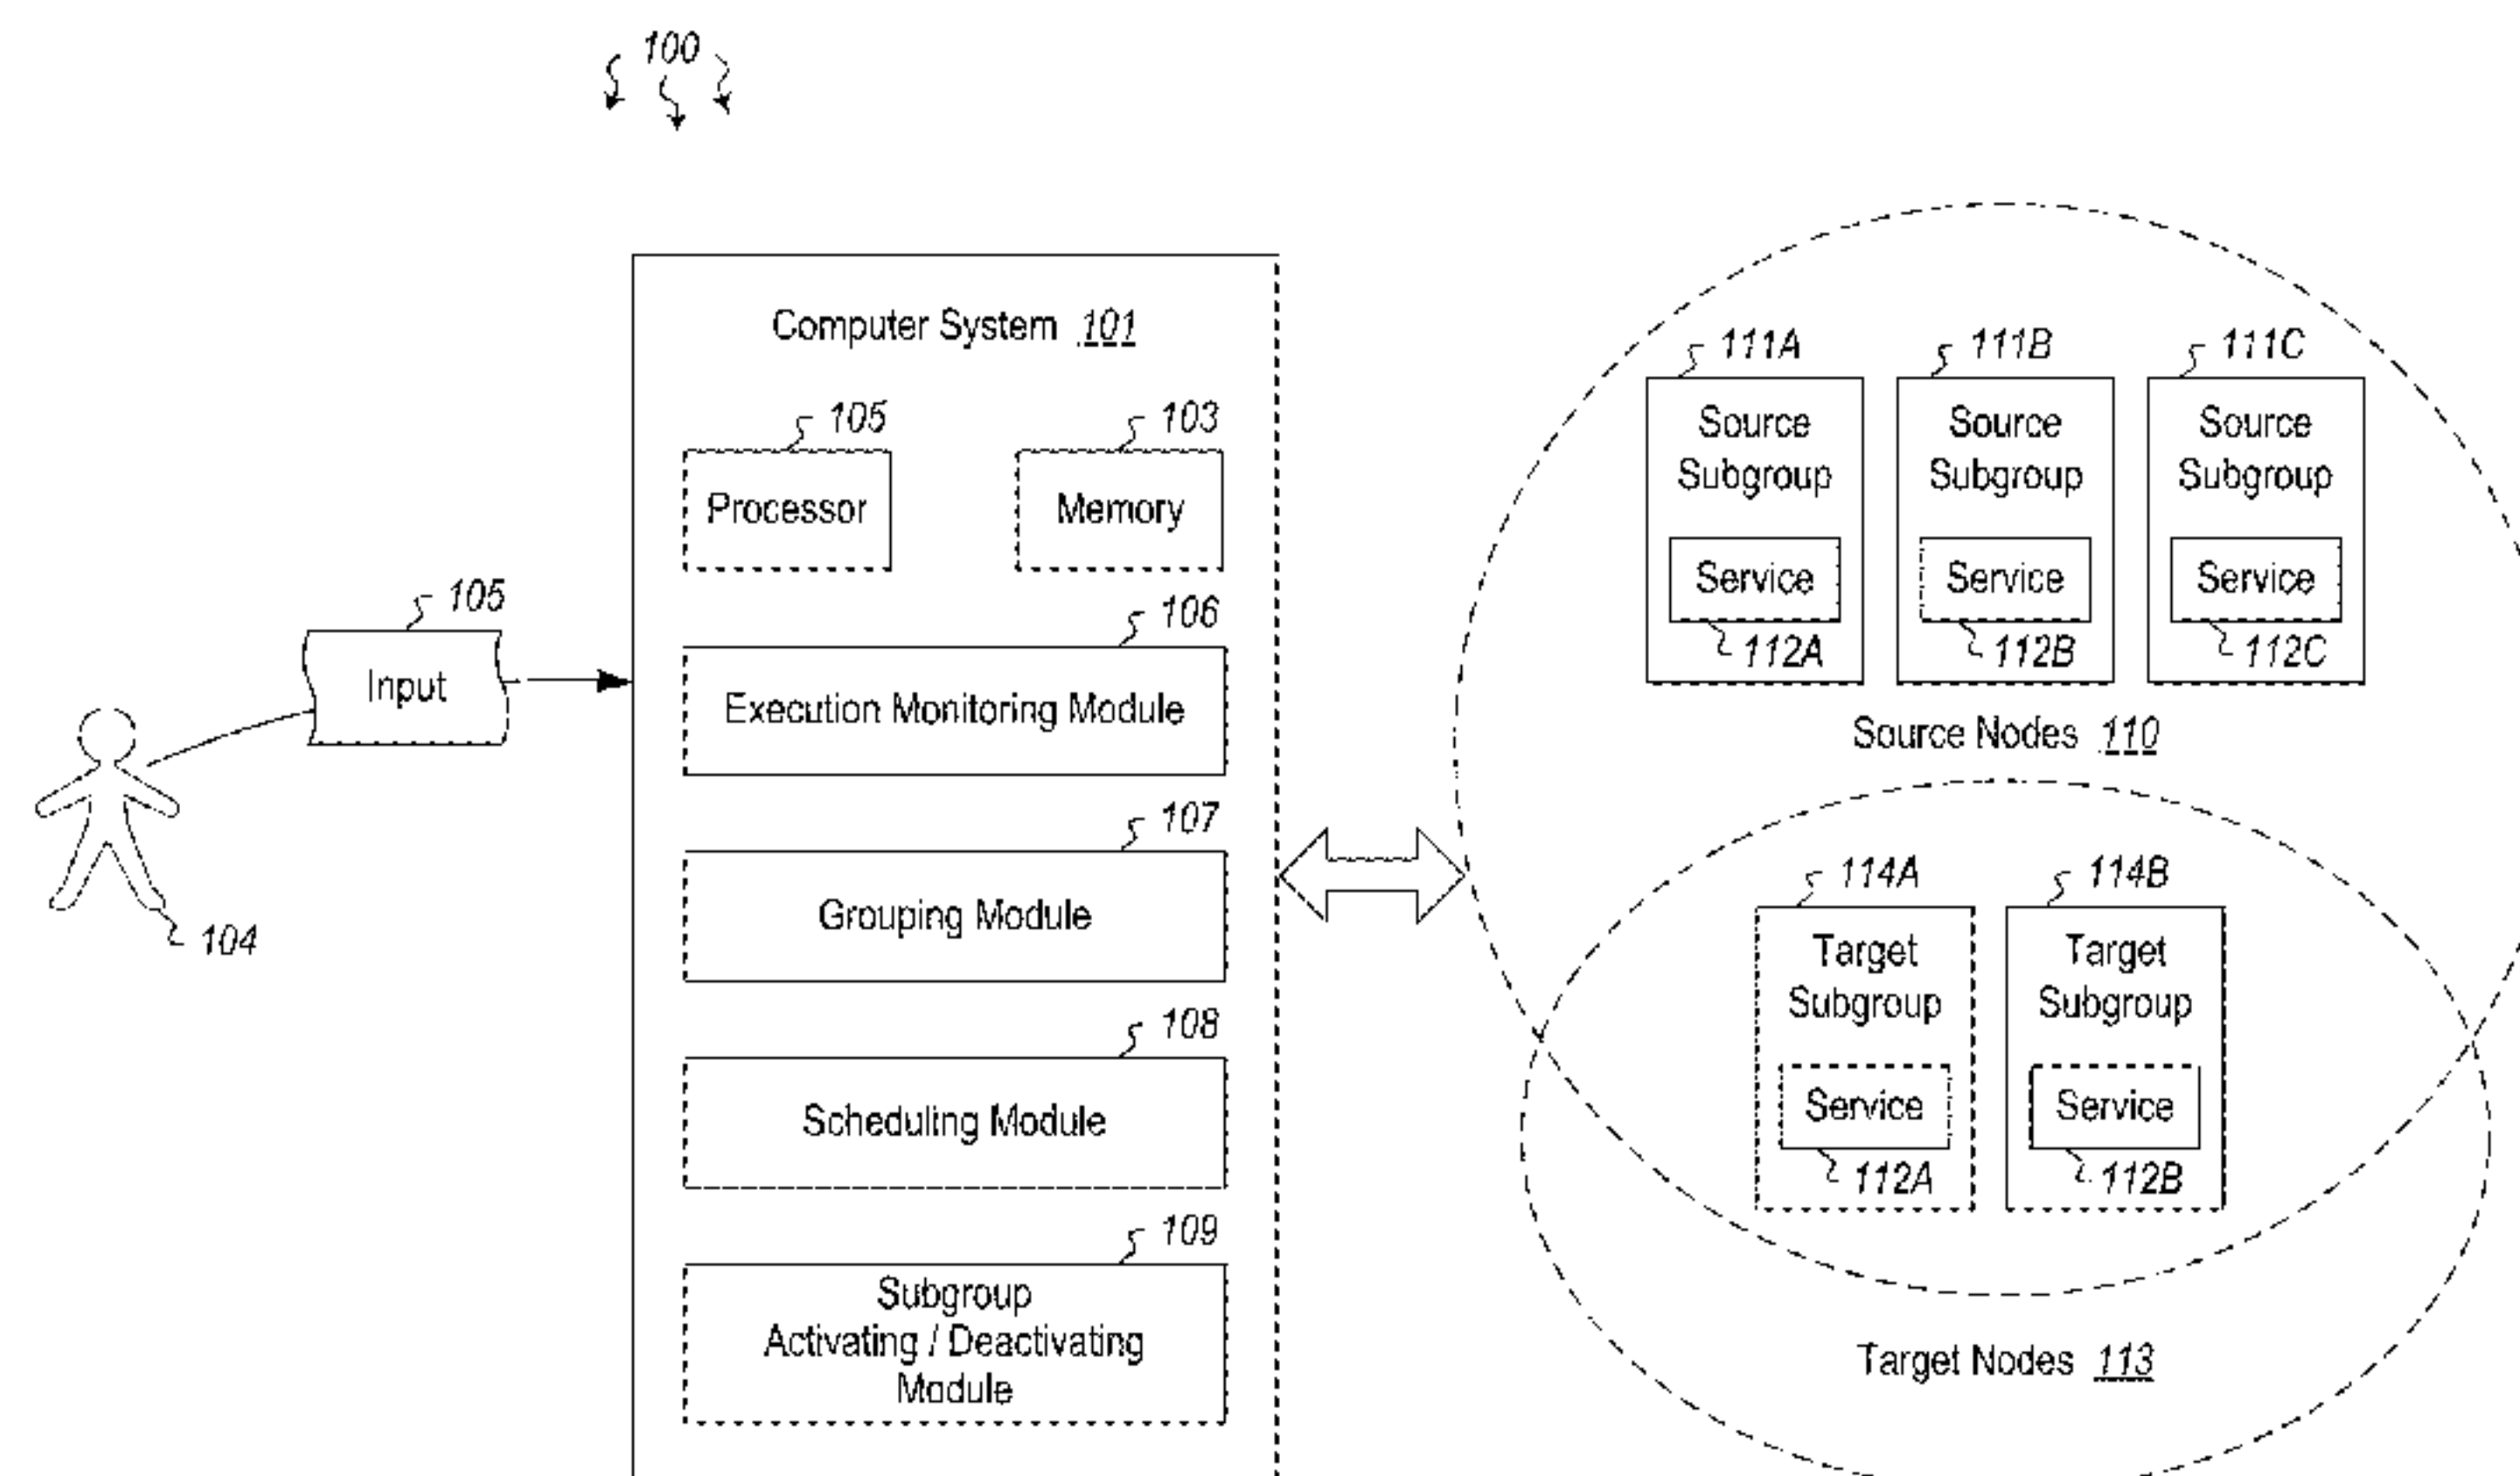 100
Computer System 101
105
Processor
103
Memory
106
Execution Monitoring Module
107
Grouping Module
108
Scheduling Module
109
Subgroup
Activating / Deactivating
Module
105
Input
104
111A
Source
Subgroup
Service
112A
111B
Source
Subgroup
Service
112B
111C
Source
Subgroup
Service
112C
Source Nodes 110
114A
Target
Subgroup
Service
112A
114B
Target
Subgroup
Service
112B
Target Nodes 113